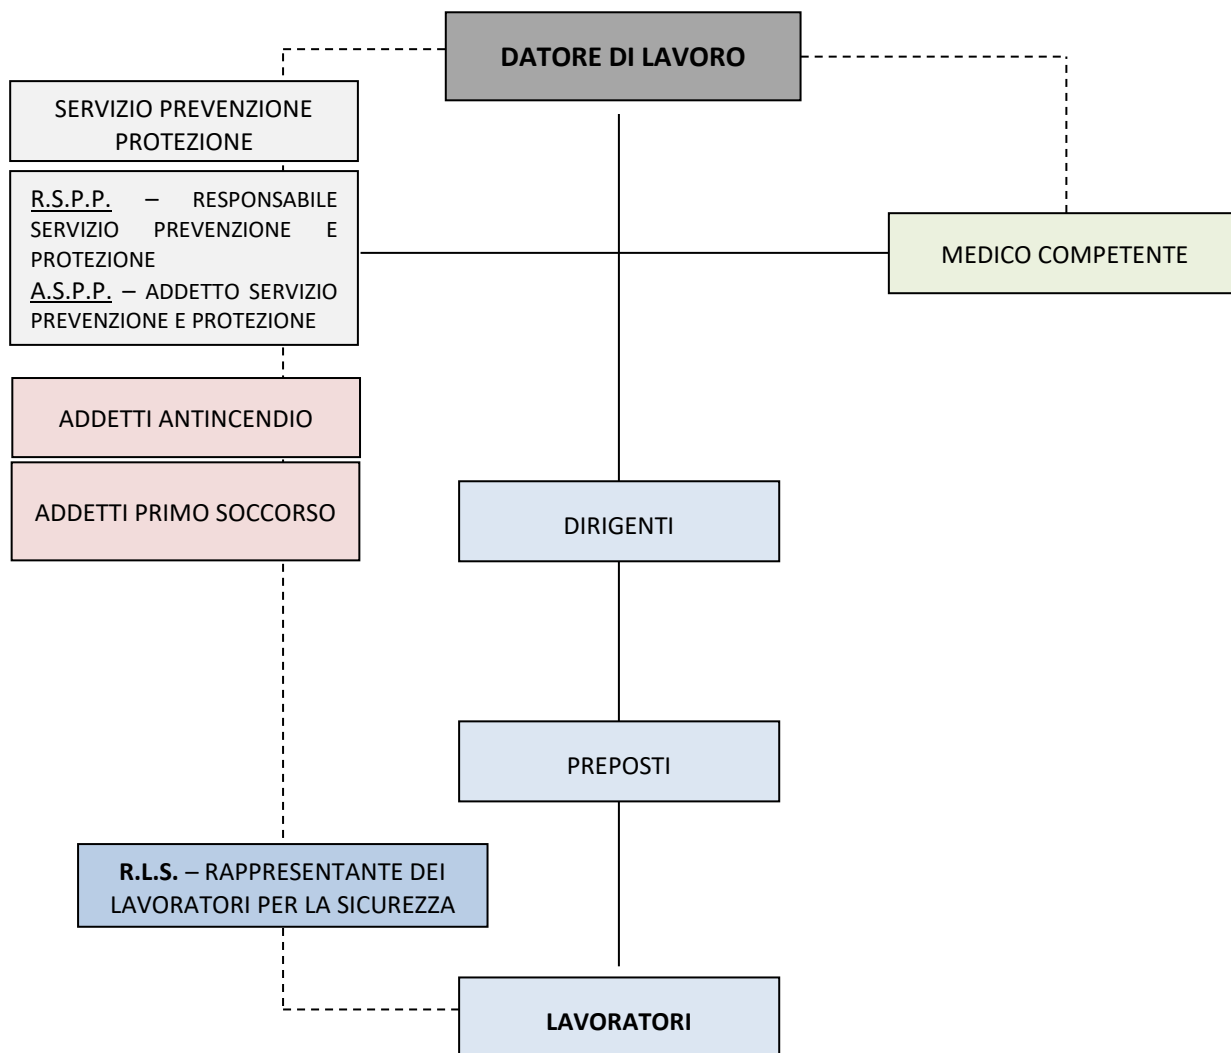 DATORE DI LAVORO
SERVIZIO PREVENZIONE
PROTEZIONE
R.S.P.P. – RESPONSABILE
SERVIZIO PREVENZIONE E
PROTEZIONE
A.S.P.P. – ADDETTO SERVIZIO
PREVENZIONE E PROTEZIONE
MEDICO COMPETENTE
ADDETTI ANTINCENDIO
ADDETTI PRIMO SOCCORSO
DIRIGENTI
PREPOSTI
R.L.S. – RAPPRESENTANTE DEI
LAVORATORI PER LA SICUREZZA
LAVORATORI